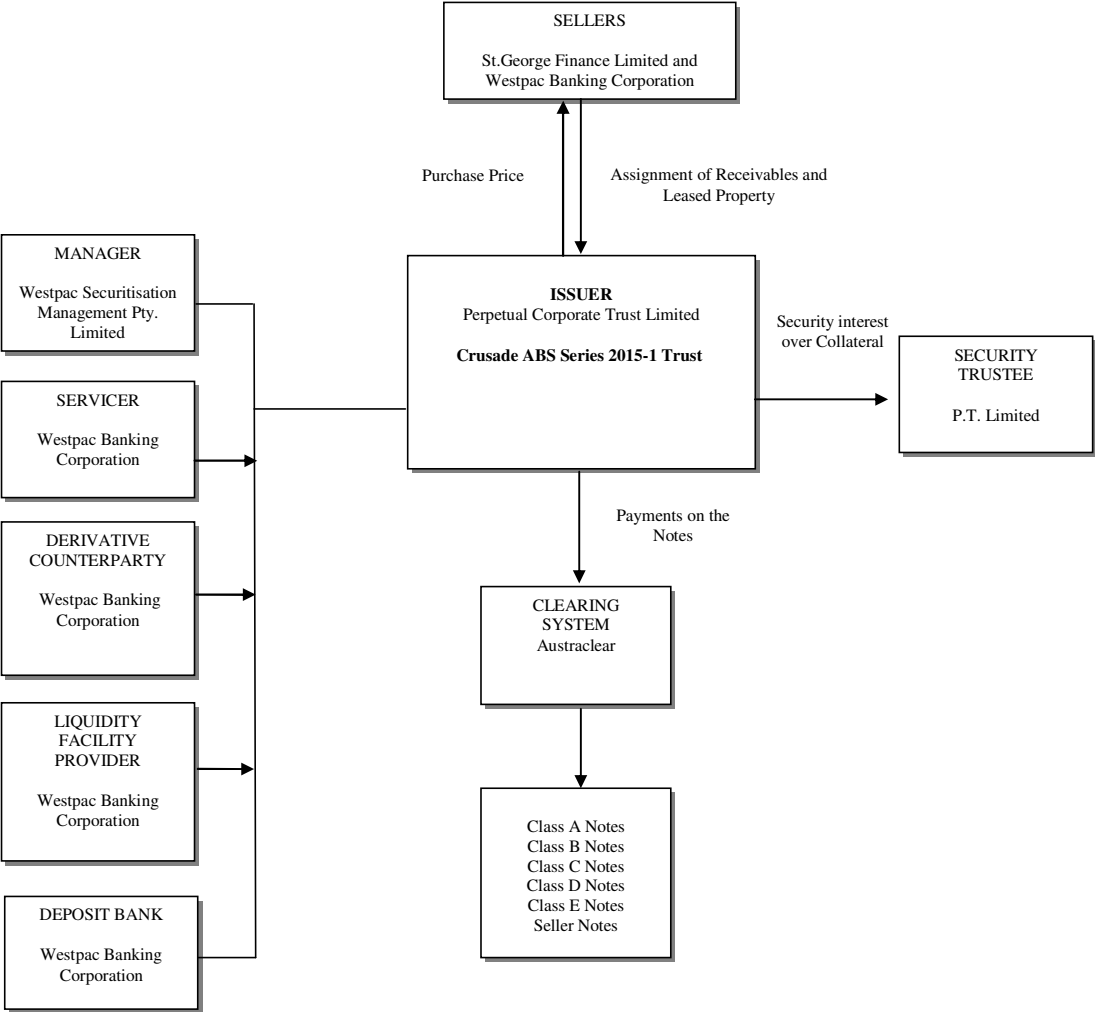 SELLERS
St.George Finance Limited and
Westpac Banking Corporation
Purchase Price
Assignment of Receivables and
Leased Property
MANAGER
Westpac Securitisation
Management Pty.
Limited
ISSUER
Perpetual Corporate Trust Limited
Crusade ABS Series 2015-1 Trust
Security interest
over Collateral
SECURITY
TRUSTEE
P.T. Limited
SERVICER
Westpac Banking
Corporation
DERIVATIVE
COUNTERPARTY
Westpac Banking
Corporation
Payments on the
Notes
CLEARING
SYSTEM
Austraclear
LIQUIDITY
FACILITY
PROVIDER
Westpac Banking
Corporation
Class A Notes
Class B Notes
Class C Notes
Class D Notes
Class E Notes
Seller Notes
DEPOSIT BANK
Westpac Banking
Corporation